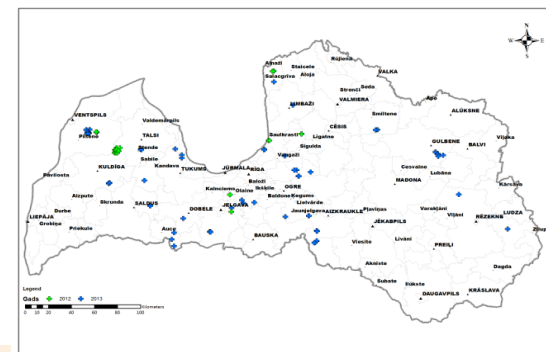 N
W E
S
Ainaži
Rūjiena
Staicele
Salacgrīva Aloja
VALKA
Strenči Seda
VALMIERA
Ape
VENTSPILS
LIMBAŽI
Smiltene
ALŪKSNE
Valdemārpils
Piltene
TALSI
CĒSIS
Saulkrasti
Līgatne
Viļaka
Stende
Sigulda
GULBENE
BALVI
Sabile
Vangaži
Kandava
Cesvaine
Lubāna
KULDĪGA
TUKUMS
JŪRMALA
RĪGA
Pāvilosta
Baloži
MADONA
Kārsava
Aizpute
Kalnciems
Olaine
Ikšķile
OGRE
Baldone
Ķegums
Skrunda
Lielvārde
Durbe
SALDUS
DOBELE
JELGAVA
Jaunjelgava
AIZKRAUKLE
Pļaviņas
Varakļāni
Viļāni
RĒZEKNE
LUDZA
LIEPĀJA
Grobiņa
Priekule
Auce
JĒKABPILS
Zilupe
BAUSKA
Viesīte
Līvāni
PREIĻI
Aknīste
Dagda
Subate
Ilūkste
KRĀSLAVA
DAUGAVPILS
Legend
Gads 2012 2013
0 10 20 40 60 80 100
Kilometers